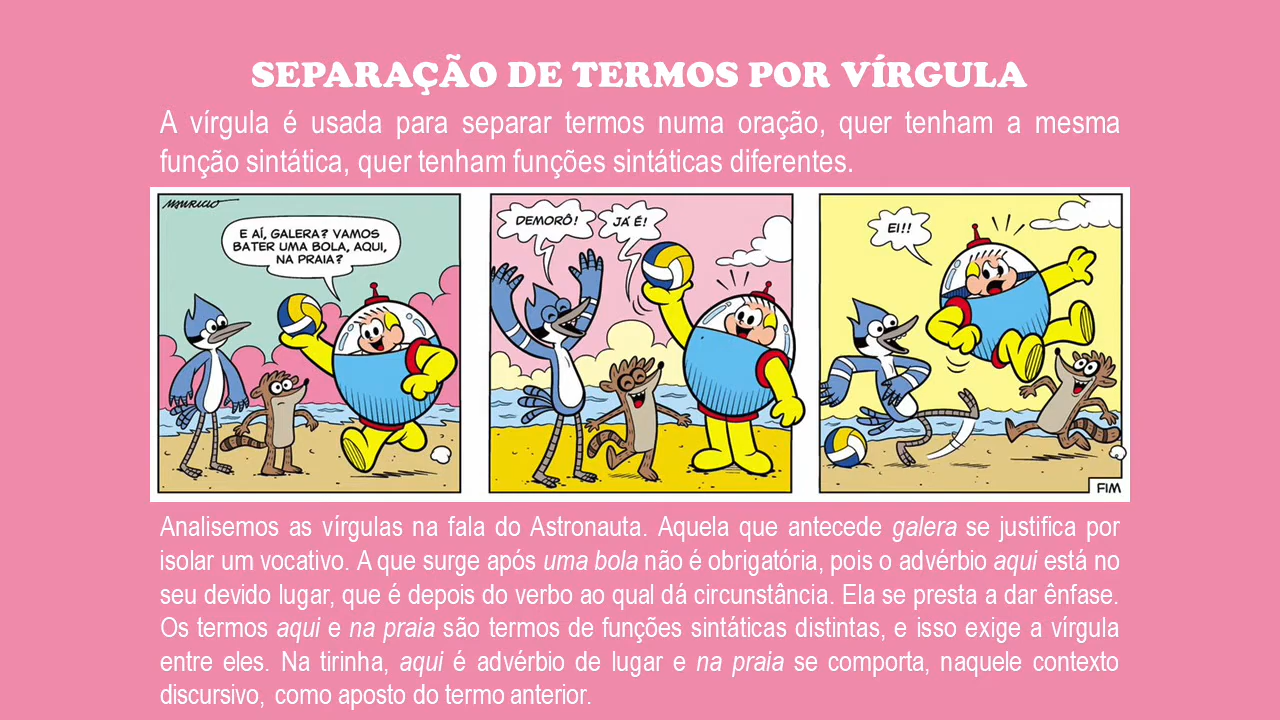 SEPARAÇÃO DE TERMOS POR VÍRGULA
A vírgula é usada para separar termos numa oração, quer tenham a mesma
função sintática, quer tenham funções sintáticas diferentes.
MAURICIO
E AÍ, GALERA? VAMOS
BATER UMA BOLA, AQUI,
NA PRAIA?
DEMORÔ!
JÁ É!
EI!!
FIM
Analisemos as vírgulas na fala do Astronauta. Aquela que antecede galera se justifica por
isolar um vocativo. A que surge após uma bola não é obrigatória, pois o advérbio aqui está no
seu devido lugar, que é depois do verbo ao qual dá circunstância. Ela se presta a dar ênfase.
Os termos aqui e na praia são termos de funções sintáticas distintas, e isso exige a vírgula
entre eles. Na tirinha, aqui é advérbio de lugar e na praia se comporta, naquele contexto
discursivo, como aposto do termo anterior.